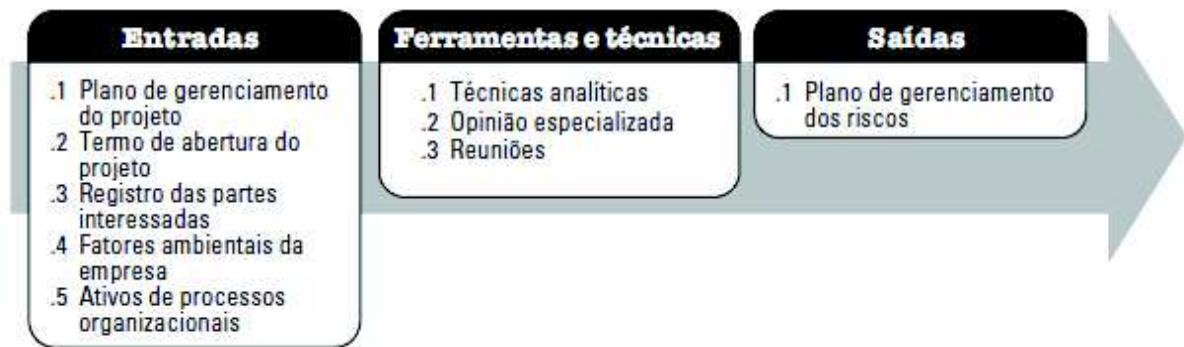 Entradas
.1 Plano de gerenciamento
do projeto
.2 Termo de abertura do
projeto
.3 Registro das partes
interessadas
.4 Fatores ambientais da
empresa
.5 Ativos de processos
organizacionais
Ferramentas e técnicas
.1 Técnicas analíticas
.2 Opinião especializada
.3 Reuniões
Saídas
.1 Plano de gerenciamento
dos riscos